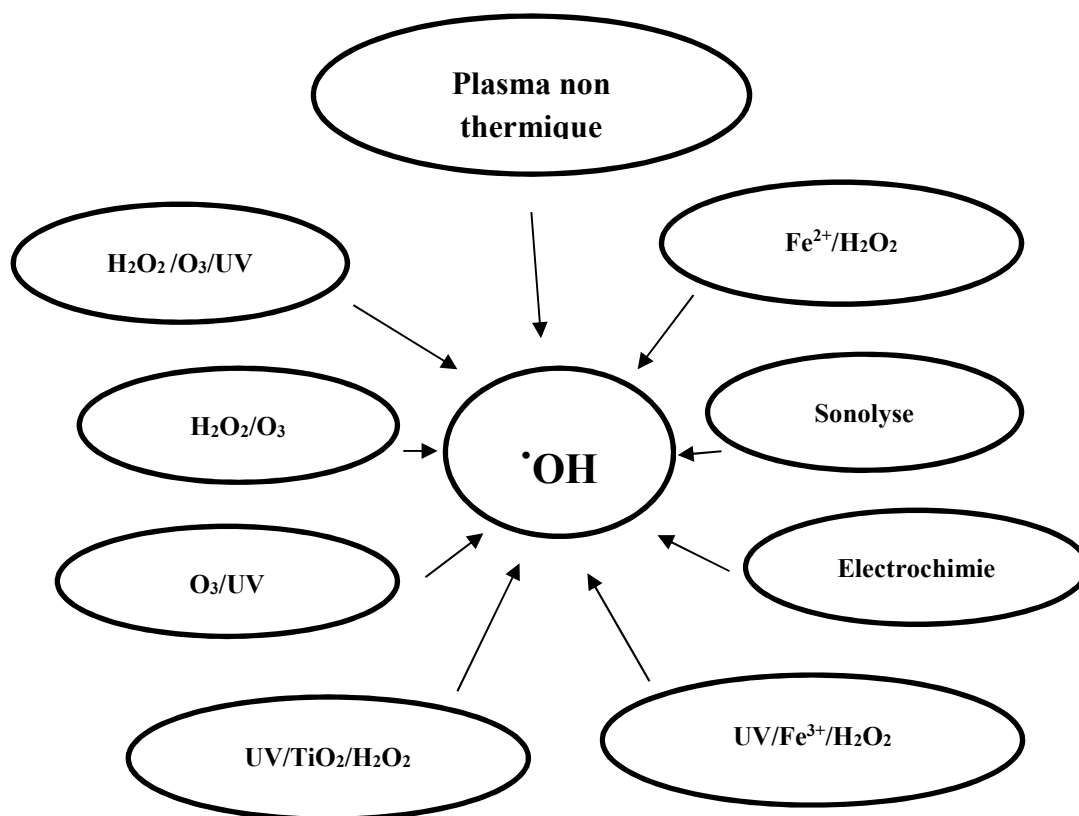 Plasma non
thermique
H₂O₂ /O₃/UV
Fe²⁺/H₂O₂
H₂O₂/O₃
Sonolyse
•OH
O₃/UV
Electrochimie
UV/TiO₂/H₂O₂
UV/Fe³⁺/H₂O₂